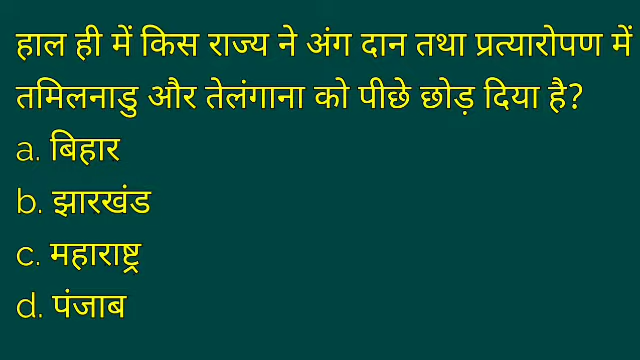 हाल ही में किस राज्य ने अंग दान तथा प्रत्यारोपण में
तमिलनाडु और तेलंगाना को पीछे छोड़ दिया है?
a. बिहार
b. झारखंड
c. महाराष्ट्र
d. पंजाब